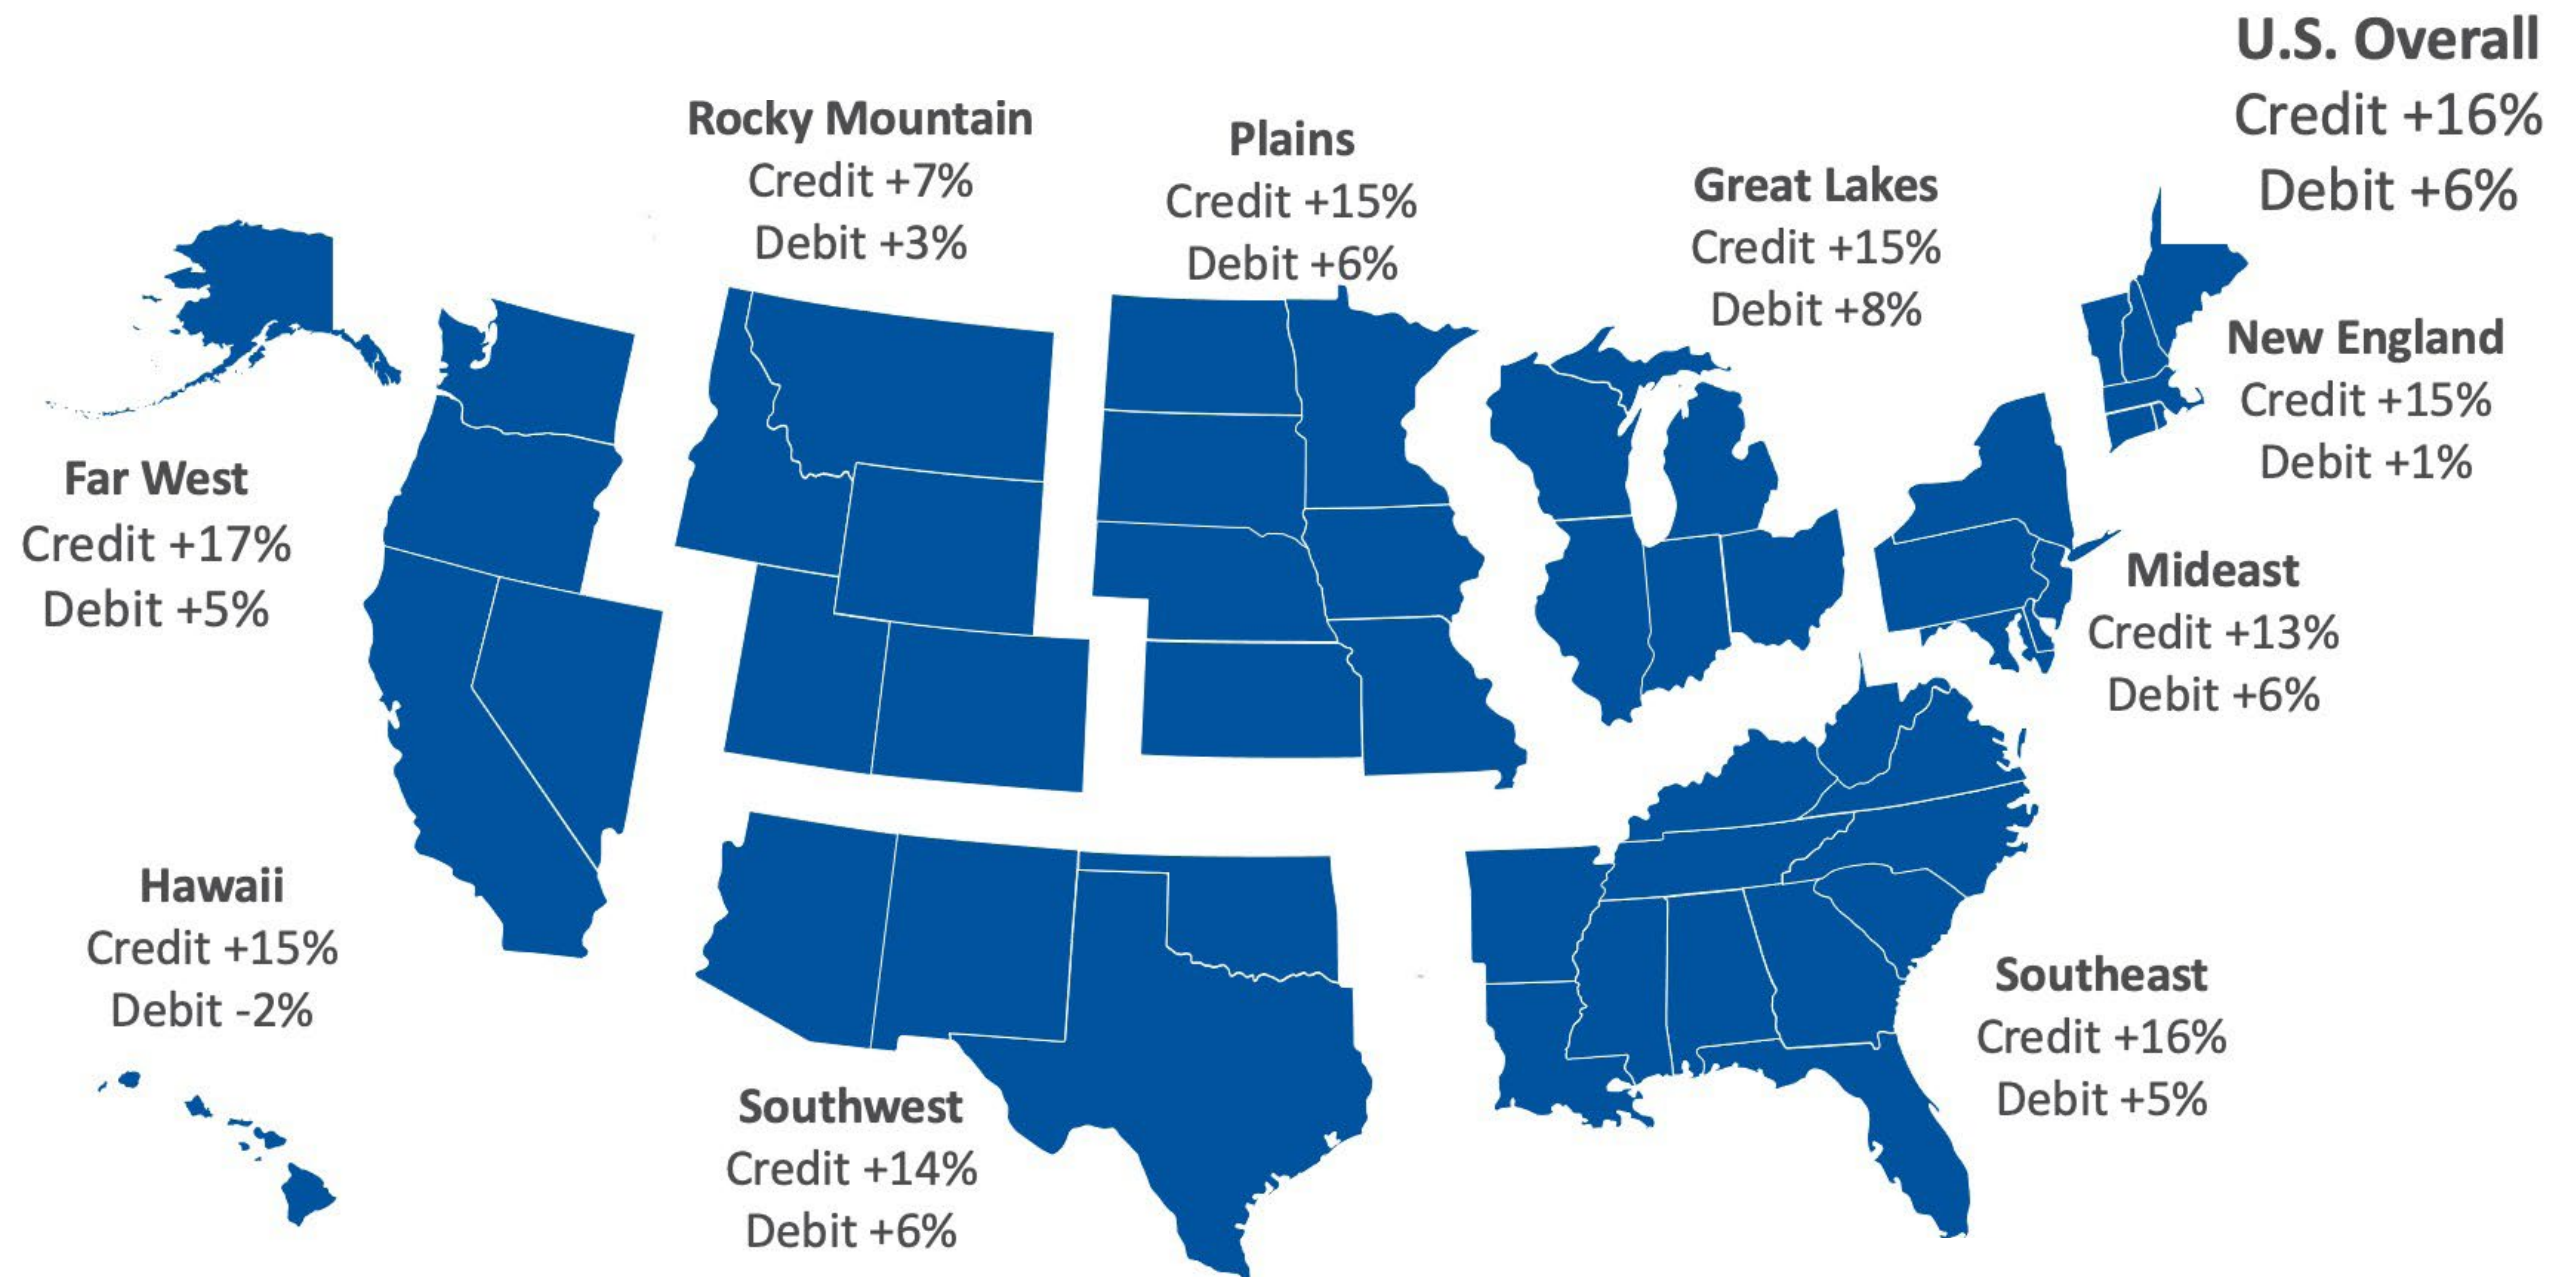 U.S. Overall
Credit +16%
Debit +6%
Rocky Mountain
Credit +7%
Debit +3%
Plains
Credit +15%
Debit +6%
Great Lakes
Credit +15%
Debit +8%
New England
Credit +15%
Debit +1%
Far West
Credit +17%
Debit +5%
Mideast
Credit +13%
Debit +6%
Hawaii
Credit +15%
Debit -2%
Southwest
Credit +14%
Debit +6%
Southeast
Credit +16%
Debit +5%